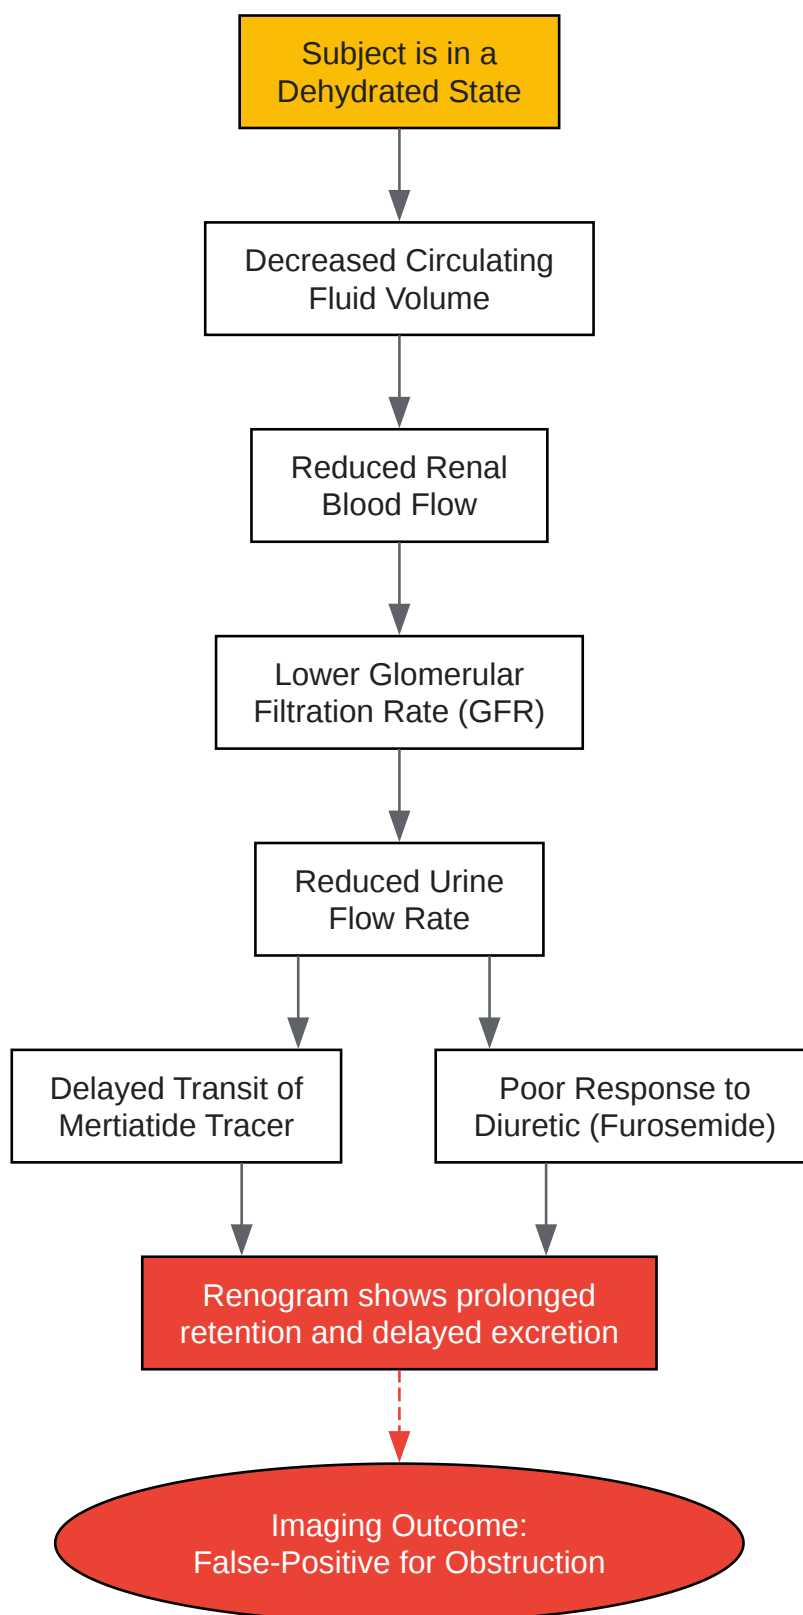 Subject is in a
Dehydrated State
Decreased Circulating
Fluid Volume
Reduced Renal
Blood Flow
Lower Glomerular
Filtration Rate (GFR)
Reduced Urine
Flow Rate
Delayed Transit of
Mertiatide Tracer
Poor Response to
Diuretic (Furosemide)
Renogram shows prolonged
retention and delayed excretion
Imaging Outcome:
False-Positive for Obstruction